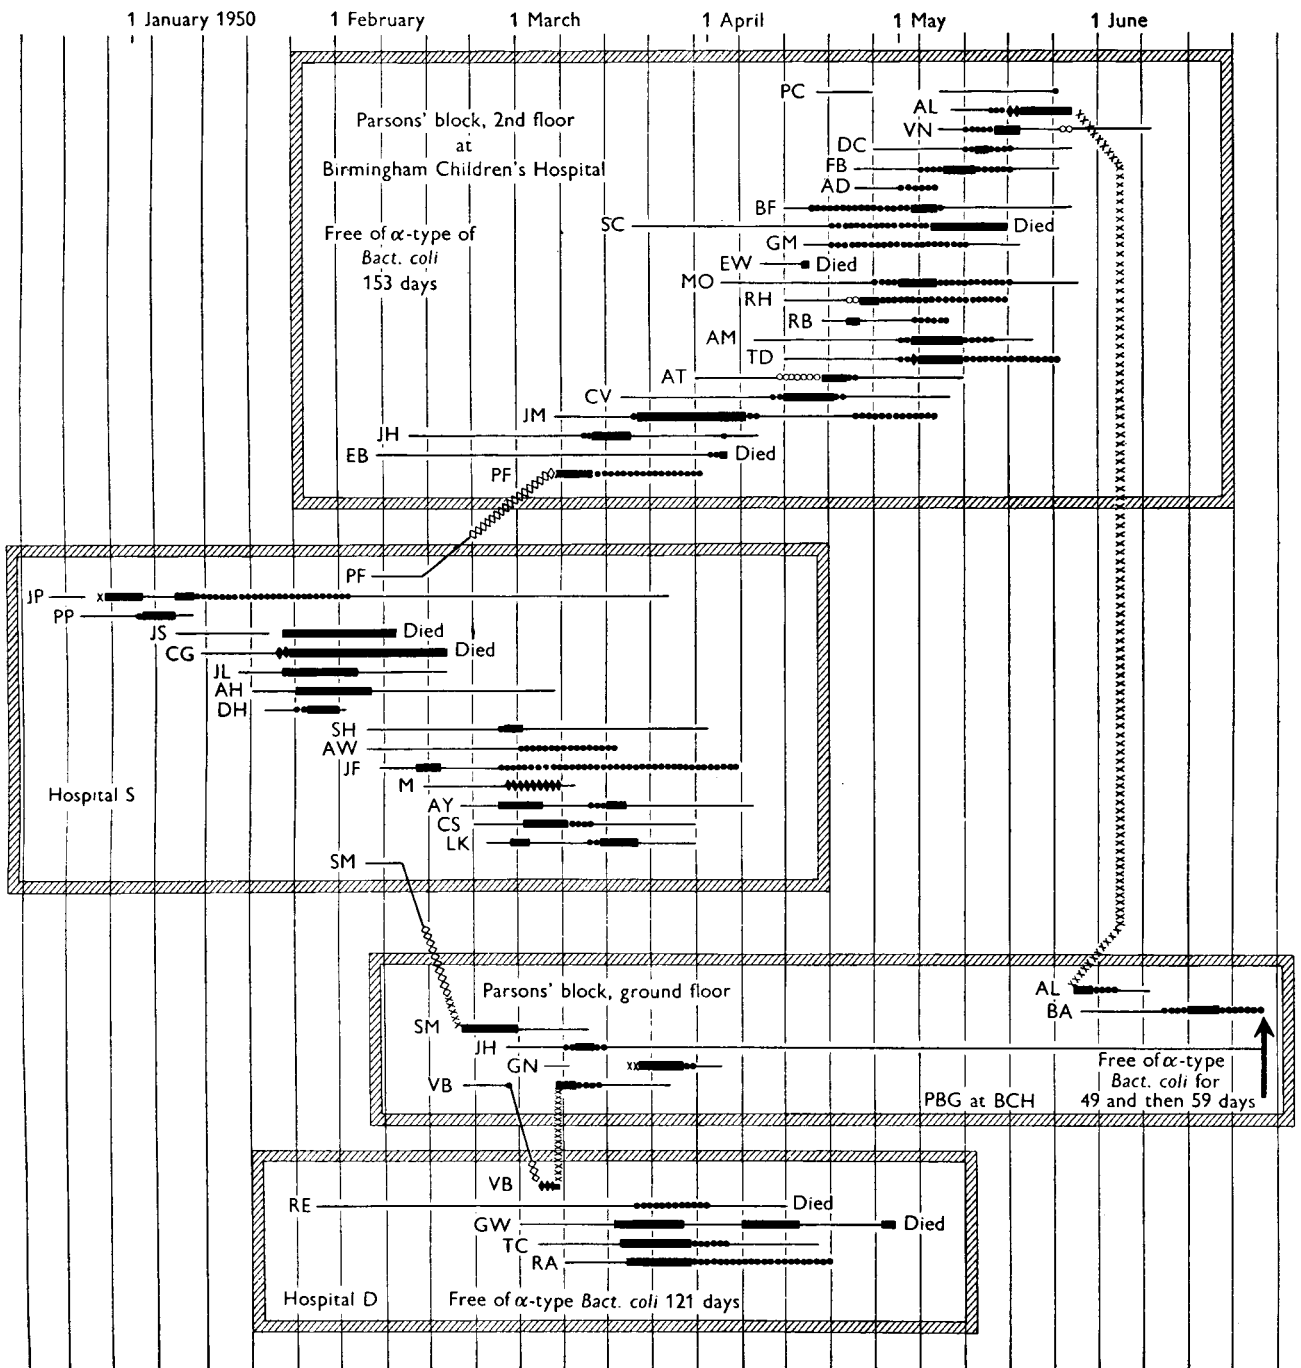 1 January 1950 1 February 1 March 1 April 1 May 1 June
PC
AL
Parsons' block, 2nd floor
VN
at
DC
Birmingham Children's Hospital
FB
AD
BF
SC Died
Free of α-type of
GM
Bact. coli
EW Died
153 days
MO
RH
RB
AM
TD
AT
CV
JM
JH
EB Died
PF
PF
JP
PP
JS Died
CG Died
JL
AH
DH
SH
AW
JF
M
Hospital S
AY
CS
LK
SM
Parsons' block, ground floor
AL
BA
SM
JH
GN
Free of α-type
VB
Bact. coli for
PBG at BCH 49 and then 59 days
VB
RE Died
GW Died
TC
RA
Hospital D Free of α-type Bact. coli 121 days